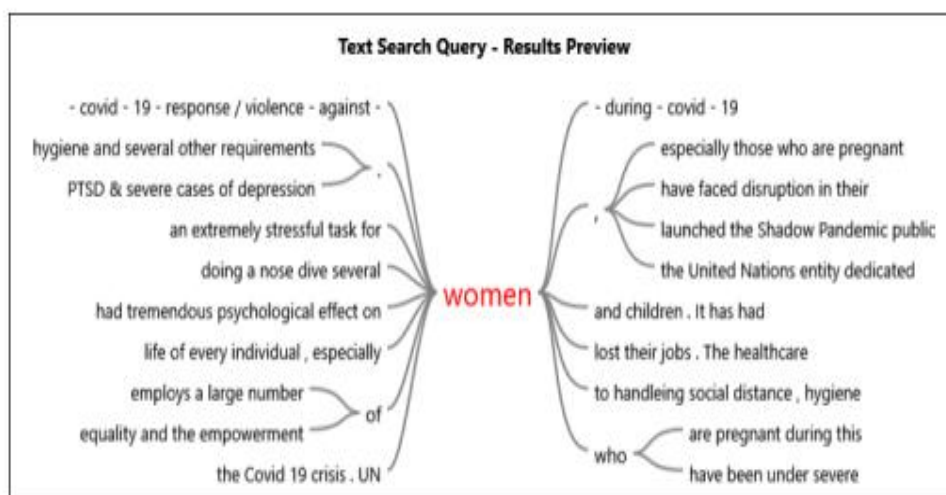 Text Search Query - Results Preview
- covid - 19 - response / violence - against -
hygiene and several other requirements
PTSD & severe cases of depression
,
an extremely stressful task for
doing a nose dive several
had tremendous psychological effect on
life of every individual , especially
employs a large number
equality and the empowerment
of
the Covid 19 crisis . UN
women
- during - covid - 19
,
especially those who are pregnant
have faced disruption in their
launched the Shadow Pandemic public
the United Nations entity dedicated
and children . It has had
lost their jobs . The healthcare
to handleing social distance , hygiene
who
are pregnant during this
have been under severe